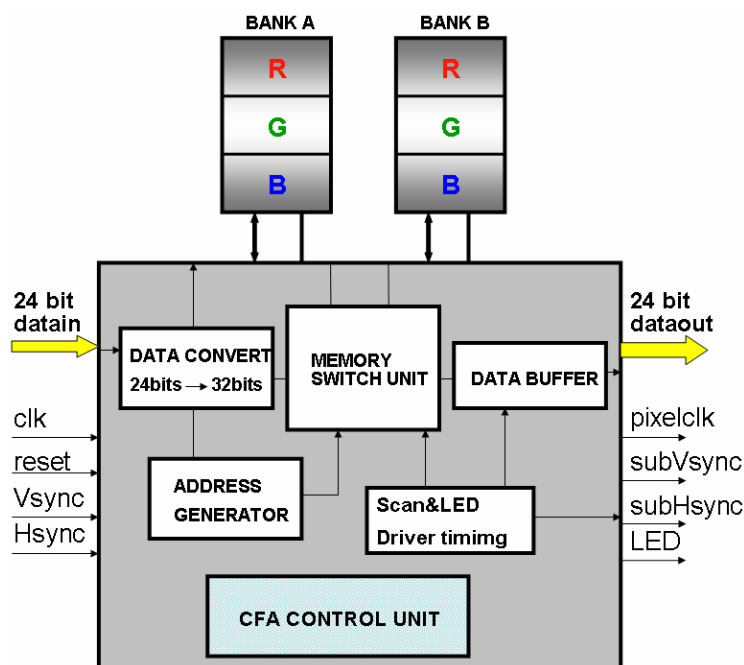 BANK A
BANK B
R
R
G
G
B
B
24 bit
datain
24 bit
dataout
DATA CONVERT
24bits → 32bits
MEMORY
SWITCH UNIT
DATA BUFFER
clk
reset
Vsync
Hsync
ADDRESS
GENERATOR
Scan&LED
Driver timimg
pixelclk
subVsync
subHsync
LED
CFA CONTROL UNIT